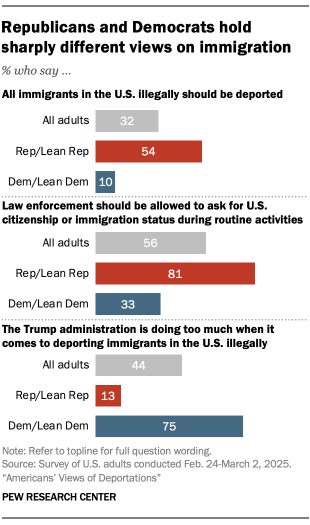 Republicans and Democrats hold
sharply different views on immigration
% who say ...
All immigrants in the U.S. illegally should be deported
All adults 32
Rep/Lean Rep 54
Dem/Lean Dem 10
Law enforcement should be allowed to ask for U.S.
citizenship or immigration status during routine activities
All adults 56
Rep/Lean Rep 81
Dem/Lean Dem 33
The Trump administration is doing too much when it
comes to deporting immigrants in the U.S. illegally
All adults 44
Rep/Lean Rep 13
Dem/Lean Dem 75
Note: Refer to topline for full question wording.
Source: Survey of U.S. adults conducted Feb. 24-March 2, 2025.
“Americans’ Views of Deportations”
PEW RESEARCH CENTER